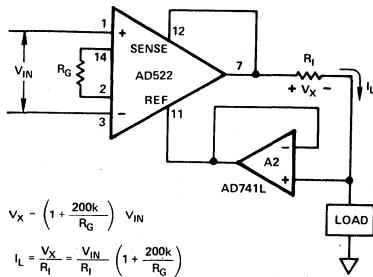 1
+
12
SENSE
14
V_IN
R_G
AD522
7
R_I
+ V_X −
I_L
2
REF
3
−
11
−
A2
+
AD741L
LOAD
V_X - (1 + 200k/R_G) V_IN
I_L = V_X/R_I = V_IN/R_I (1 + 200k/R_G)